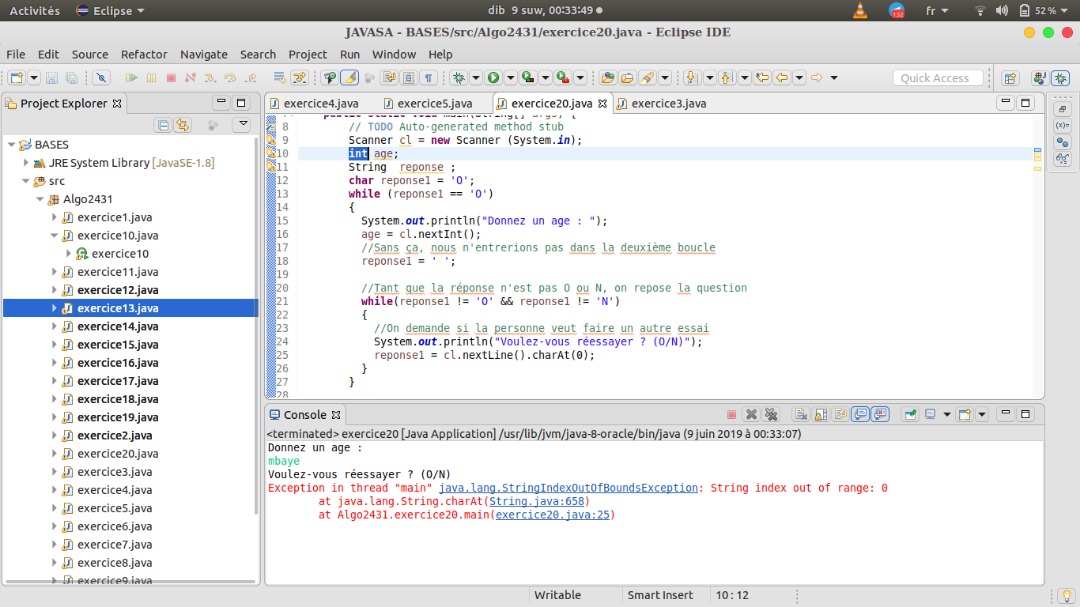 Activités Eclipse dib 9 suw, 00:33:49 fr 52 %
JAVASA - BASES/src/Algo2431/exercice20.java - Eclipse IDE
File Edit Source Refactor Navigate Search Project Run Window Help
Quick Access
Project Explorer
BASES
JRE System Library [JavaSE-1.8]
src
Algo2431
exercice1.java
exercice10.java
exercice10
exercice11.java
exercice12.java
exercice13.java
exercice14.java
exercice15.java
exercice16.java
exercice17.java
exercice18.java
exercice19.java
exercice2.java
exercice20.java
exercice3.java
exercice4.java
exercice5.java
exercice6.java
exercice7.java
exercice8.java
exercice9.java
exercice4.java exercice5.java exercice20.java exercice3.java
public static void main(String[] args) {
8 // TODO Auto-generated method stub
9 Scanner cl = new Scanner (System.in);
10 int age;
11 String reponse ;
12 char reponse1 = 'O';
13 while (reponse1 == 'O')
14 {
15 System.out.println("Donnez un age : ");
16 age = cl.nextInt();
17 //Sans ça, nous n'entrerions pas dans la deuxième boucle
18 reponse1 = ' ';
19
20 //Tant que la réponse n'est pas O ou N, on repose la question
21 while(reponse1 != 'O' && reponse1 != 'N')
22 {
23 //On demande si la personne veut faire un autre essai
24 System.out.println("Voulez-vous réessayer ? (O/N)");
25 reponse1 = cl.nextLine().charAt(0);
26 }
27 }
28
Console
<terminated> exercice20 [Java Application] /usr/lib/jvm/java-8-oracle/bin/java (9 juin 2019 à 00:33:07)
Donnez un age :
mbaye
Voulez-vous réessayer ? (O/N)
Exception in thread "main" java.lang.StringIndexOutOfBoundsException: String index out of range: 0
at java.lang.String.charAt(String.java:658)
at Algo2431.exercice20.main(exercice20.java:25)
Writable Smart Insert 10 : 12